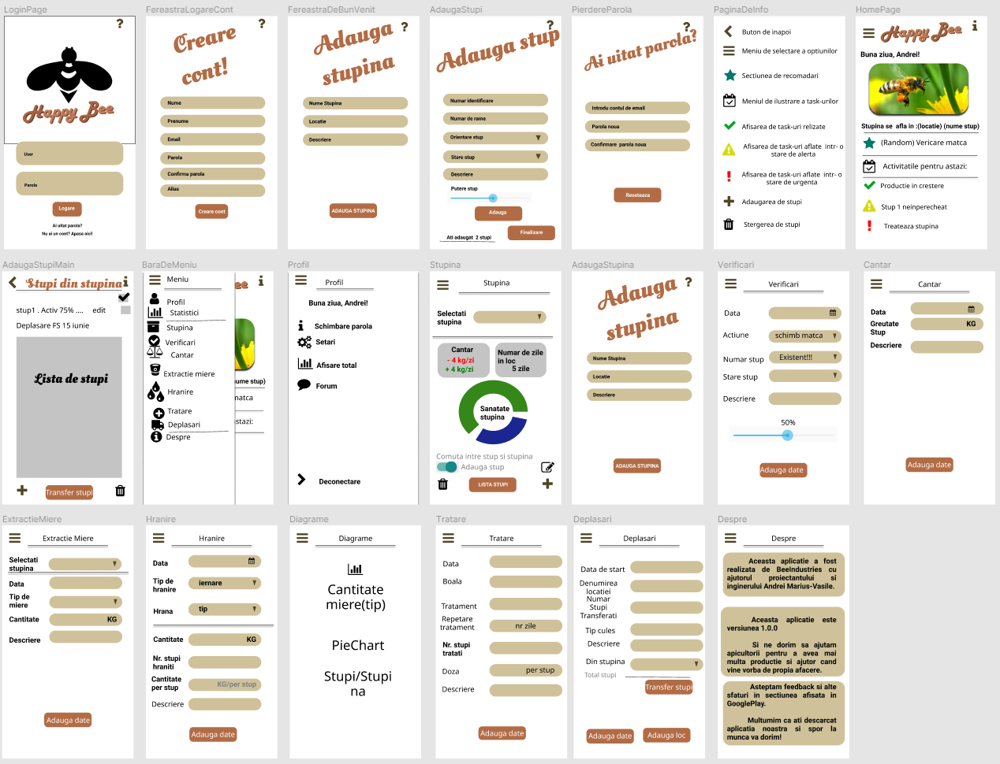 LoginPage
?
Happy Bee
User
Parola
Logare
Ai uitat parola?
Nu ai un cont? Apasa aici!
FereastraLogareCont
?
Creare
cont!
Nume
Prenume
Email
Parola
Confirma parola
Alias
Creare cont
FereastraDeBunVenit
?
Adauga
stupina
Nume Stupina
Locatie
Descriere
ADAUGA STUPINA
AdaugaStupi
?
Adauga stup
Numar identificare
Numar de rame
Orientare stup
Stare stup
Descriere
Putere stup
Adauga
Finalizare
Ati adaugat 2 stupi
PierdereParola
?
Ai uitat parola?
Introdu contul de email
Parola noua
Confirmare parola noua
Reseteaza
PaginaDeInfo
Buton de inapoi
Meniu de selectare a optiunilor
Sectiunea de recomadari
Meniul de ilustrare a task-urilor
Afisarea de task-uri relizate
Afisarea de task-uri aflate intr- o
stare de alerta
Afisarea de task-uri aflate intr- o
stare de urgenta
Adaugarea de stupi
Stergerea de stupi
HomePage
Happy Bee
Buna ziua, Andrei!
Stupina se afla in :(locatie) (nume stup)
(Random) Vericare matca
Activitatile pentru astazi:
Productie in crestere
Stup 1 neinperecheat
Treateaza stupina
AdaugaStupiMain
Stupi din stupina
stup1 . Activ 75% .... edit
Deplasare FS 15 iunie
Lista de stupi
Transfer stupi
BaraDeMeniu
Meniu
ee
Profil
Statistici
Stupina
Verificari
Cantar
Extractie miere
Hranire
Tratare
Deplasari
Despre
ume stup)
matca
stazi:
Profil
Profil
Buna ziua, Andrei!
Schimbare parola
Setari
Afisare total
Forum
Deconectare
Stupina
Stupina
Selectati
stupina
Cantar
- 4 kg/zi
+ 4 kg/zi
Numar de zile
in loc
5 zile
Sanatate
stupina
Comuta intre stup si stupina
Adauga stup
LISTA STUPI
AdaugaStupina
?
Adauga
stupina
Nume Stupina
Locatie
Descriere
ADAUGA STUPINA
Verificari
Verificari
Data
Actiune
schimb matca
Numar stup
Existent!!!
Stare stup
Descriere
50%
Adauga date
Cantar
Cantar
Data
Greutate
Stup
KG
Descriere
Adauga date
ExtractieMiere
Extractie Miere
Selectati
stupina
Data
Tip de
miere
Cantitate
KG
Descriere
Adauga date
Hranire
Hranire
Data
Tip de
hranire
iernare
Hrana
tip
Cantitate
KG
Nr. stupi
hraniti
Cantitate
per stup
KG/per stup
Descriere
Adauga date
Diagrame
Diagrame
Cantitate
miere(tip)
PieChart
Stupi/Stupi
na
Tratare
Tratare
Data
Boala
Tratament
Repetare
tratament
nr zile
Nr. stupi
tratati
Doza
per stup
Descriere
Adauga date
Deplasari
Deplasari
Data de start
Denumirea
locatiei
Numar
Stupi
Transferati
Tip cules
Descriere
Din stupina
Total stupi
Transfer stupi
Adauga date
Adauga loc
Despre
Despre
Aceasta aplicatie a fost
realizata de BeeIndustries cu
ajutorul proiectantului si
inginerului Andrei Marius-Vasile.
Aceasta aplicatie este
versiunea 1.0.0
Si ne dorim sa ajutam
apicultorii pentru a avea mai
multa productie si ajutor cand
vine vorba de propia afacere.
Asteptam feedback si alte
sfaturi in sectiunea afisata in
GooglePlay.
Multumim ca ati descarcat
aplicatia noastra si spor la
munca va dorim!